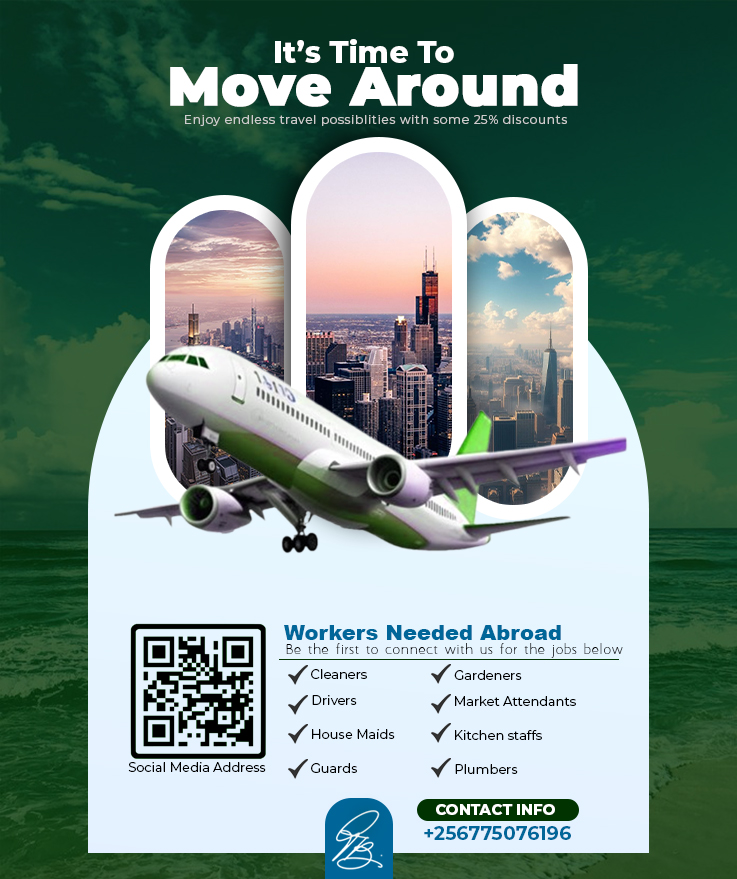 It's Time To
Move Around
Enjoy endless travel possiblities with some 25% discounts
Workers Needed Abroad
Be the first to connect with us for the jobs below
Cleaners
Gardeners
Drivers
Market Attendants
House Maids
Kitchen staffs
Guards
Plumbers
Social Media Address
CONTACT INFO
+256775076196